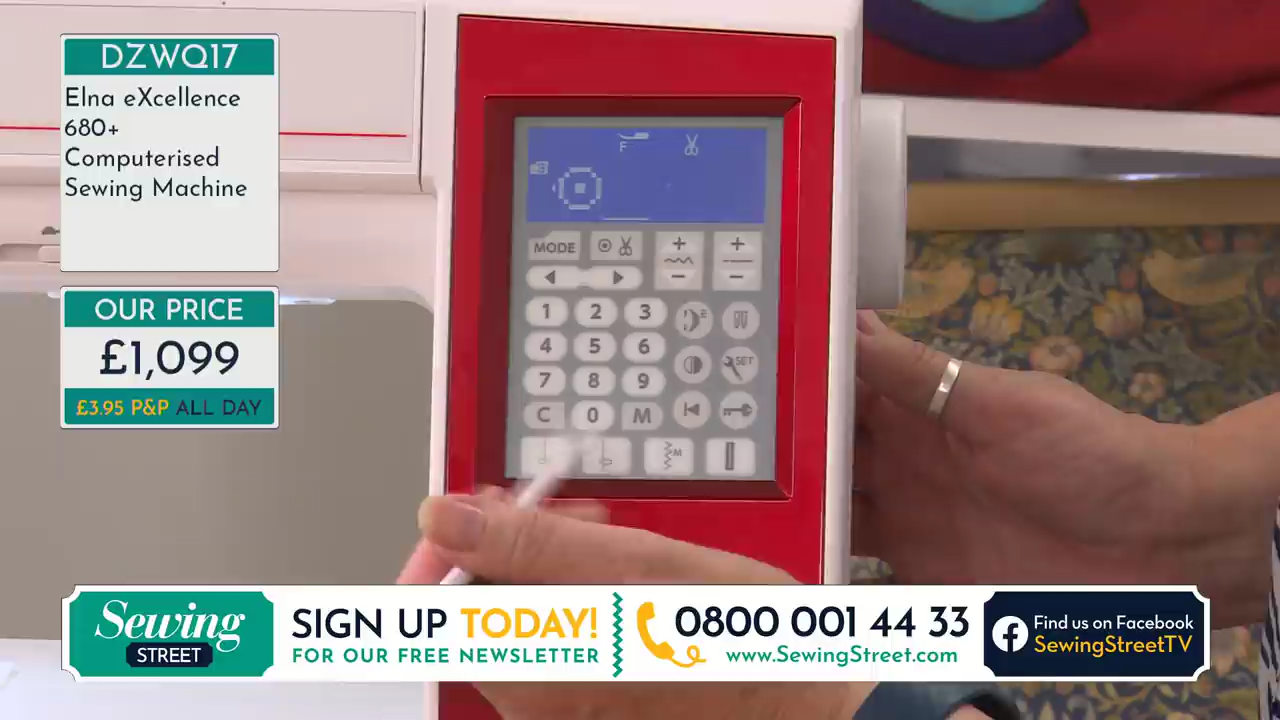 DZWQ17
Elna eXcellence
680+
Computerised
Sewing Machine
OUR PRICE
£1,099
£3.95 P&P ALL DAY
F
MODE
1 2 3
4 5 6
7 8 9
SET
C 0 M
M
Sewing
STREET
SIGN UP TODAY!
FOR OUR FREE NEWSLETTER
0800 001 44 33
www.SewingStreet.com
Find us on Facebook
SewingStreetTV